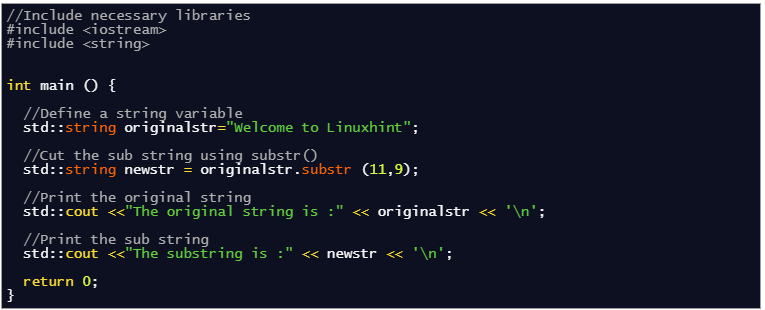 //Include necessary libraries
#include <iostream>
#include <string>
int main () {
//Define a string variable
std::string originalstr="Welcome to Linuxhint";
//Cut the sub string using substr()
std::string newstr = originalstr.substr (11,9);
//Print the original string
std::cout <<"The original string is :" << originalstr << '\n';
//Print the sub string
std::cout <<"The substring is :" << newstr << '\n';
return 0;
}